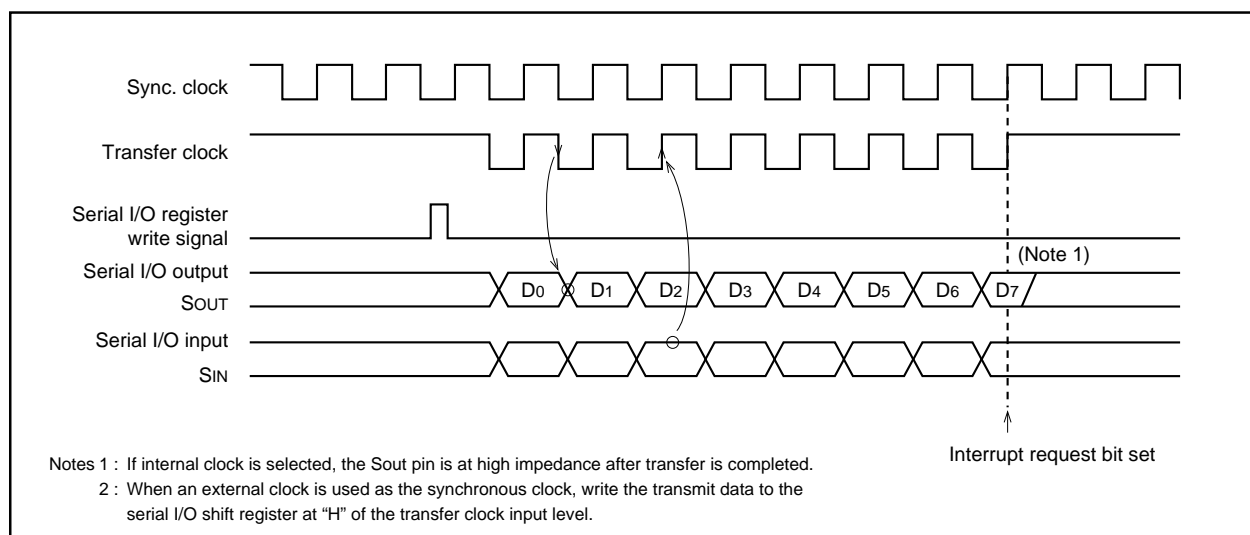 Sync. clock
Transfer clock
Serial I/O register
write signal
(Note 1)
Serial I/O output
SOUT
D0 D1 D2 D3 D4 D5 D6 D7
Serial I/O input
SIN
Interrupt request bit set
Notes 1 : If internal clock is selected, the Sout pin is at high impedance after transfer is completed.
2 : When an external clock is used as the synchronous clock, write the transmit data to the
serial I/O shift register at “H” of the transfer clock input level.